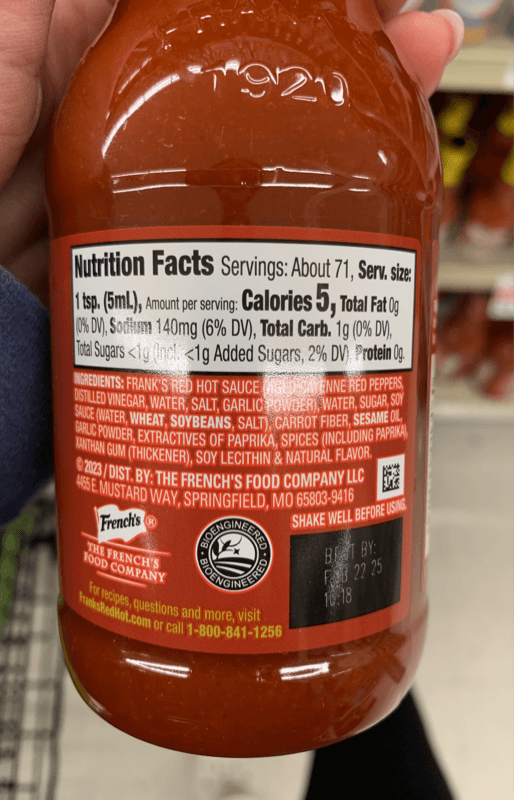 1920
Nutrition Facts Servings: About 71, Serv. size:
1 tsp. (5mL), Amount per serving: Calories 5, Total Fat 0g
(0% DV), Sodium 140mg (6% DV), Total Carb. 1g (0% DV),
Total Sugars <1g (Incl. <1g Added Sugars, 2% DV), Protein 0g.
INGREDIENTS: FRANK'S RED HOT SAUCE (AGED CAYENNE RED PEPPERS,
DISTILLED VINEGAR, WATER, SALT, GARLIC POWDER), WATER, SUGAR, SOY
SAUCE (WATER, WHEAT, SOYBEANS, SALT), CARROT FIBER, SESAME OIL,
GARLIC POWDER, EXTRACTIVES OF PAPRIKA, SPICES (INCLUDING PAPRIKA),
XANTHAN GUM (THICKENER), SOY LECITHIN & NATURAL FLAVOR.
© 2023 / DIST. BY: THE FRENCH'S FOOD COMPANY LLC
4455 E. MUSTARD WAY, SPRINGFIELD, MO 65803-9416
SHAKE WELL BEFORE USING.
French's ®
THE FRENCH'S
FOOD COMPANY
BIOENGINEERED
BIOENGINEERED
BEST BY:
FEB 22 25
10:18
For recipes, questions and more, visit
FranksRedHot.com or call 1-800-841-1256